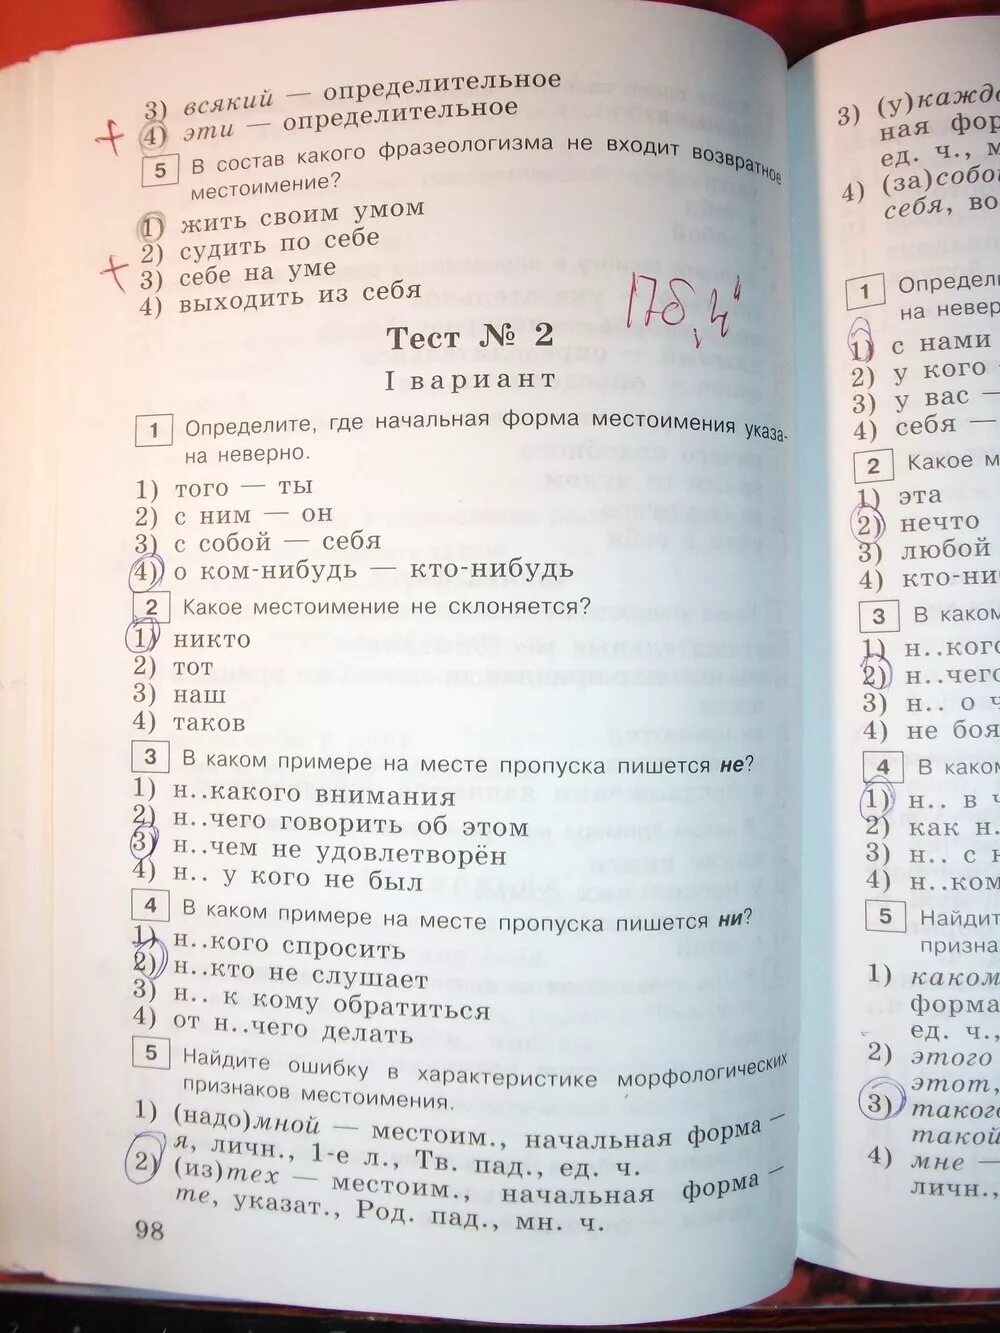 3) всякий — определительное
4) эти — определительное
5 В состав какого фразеологизма не входит возвратное
местоимение?
1) жить своим умом
2) судить по себе
3) себе на уме
4) выходить из себя
17б,
Тест № 2
I вариант
1 Определите, где начальная форма местоимения указа-
на неверно.
1) того — ты
2) с ним — он
3) с собой — себя
4) о ком-нибудь — кто-нибудь
2 Какое местоимение не склоняется?
1) никто
2) тот
3) наш
4) таков
3 В каком примере на месте пропуска пишется не?
1) н..какого внимания
2) н..чего говорить об этом
3) н..чем не удовлетворён
4) н.. у кого не был
4 В каком примере на месте пропуска пишется ни?
1) н..кого спросить
2) н..кто не слушает
3) н.. к кому обратиться
4) от н..чего делать
5 Найдите ошибку в характеристике морфологических
признаков местоимения.
1) (надо)мной — местоим., начальная форма —
я, личн., 1-е л., Тв. пад., ед. ч.
2) (из)тех — местоим., начальная форма —
те, указат., Род. пад., мн. ч.
98
3) (у)каждо
ная фор
ед. ч., м
4) (за)собой
себя, во
1 Определи
на неверно
1) с нами
2) у кого
3) у вас —
4) себя —
2 Какое м
1) эта
2) нечто
3) любой
4) кто-ни
3 В каком
1) н..кого
2) н..чего
3) н.. о ч
4) не боя
4 В каком
1) н.. в ч
2) как н.
3) н.. с н
4) н..ком
5 Найдит
признак
1) каком
форма
ед. ч.,
2) этого
этот,
3) такого
такой
4) мне —
личн.,